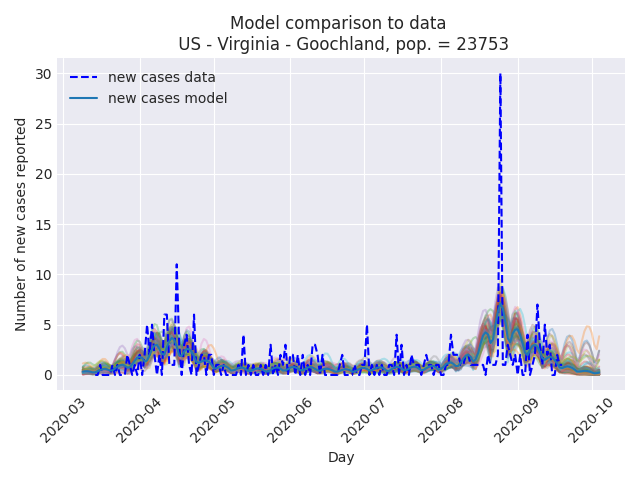 Model comparison to data
US - Virginia - Goochland, pop. = 23753
new cases data
new cases model
Number of new cases reported
30
25
20
15
10
5
0
2020-03
2020-04
2020-05
2020-06
2020-07
2020-08
2020-09
2020-10
Day